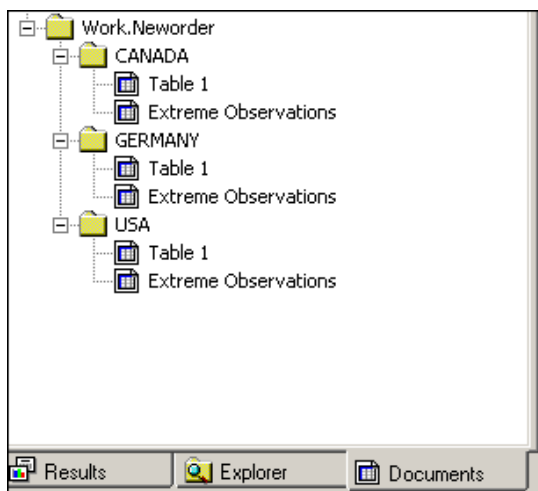 Work.Neworder
CANADA
Table 1
Extreme Observations
GERMANY
Table 1
Extreme Observations
USA
Table 1
Extreme Observations
Results Explorer Documents